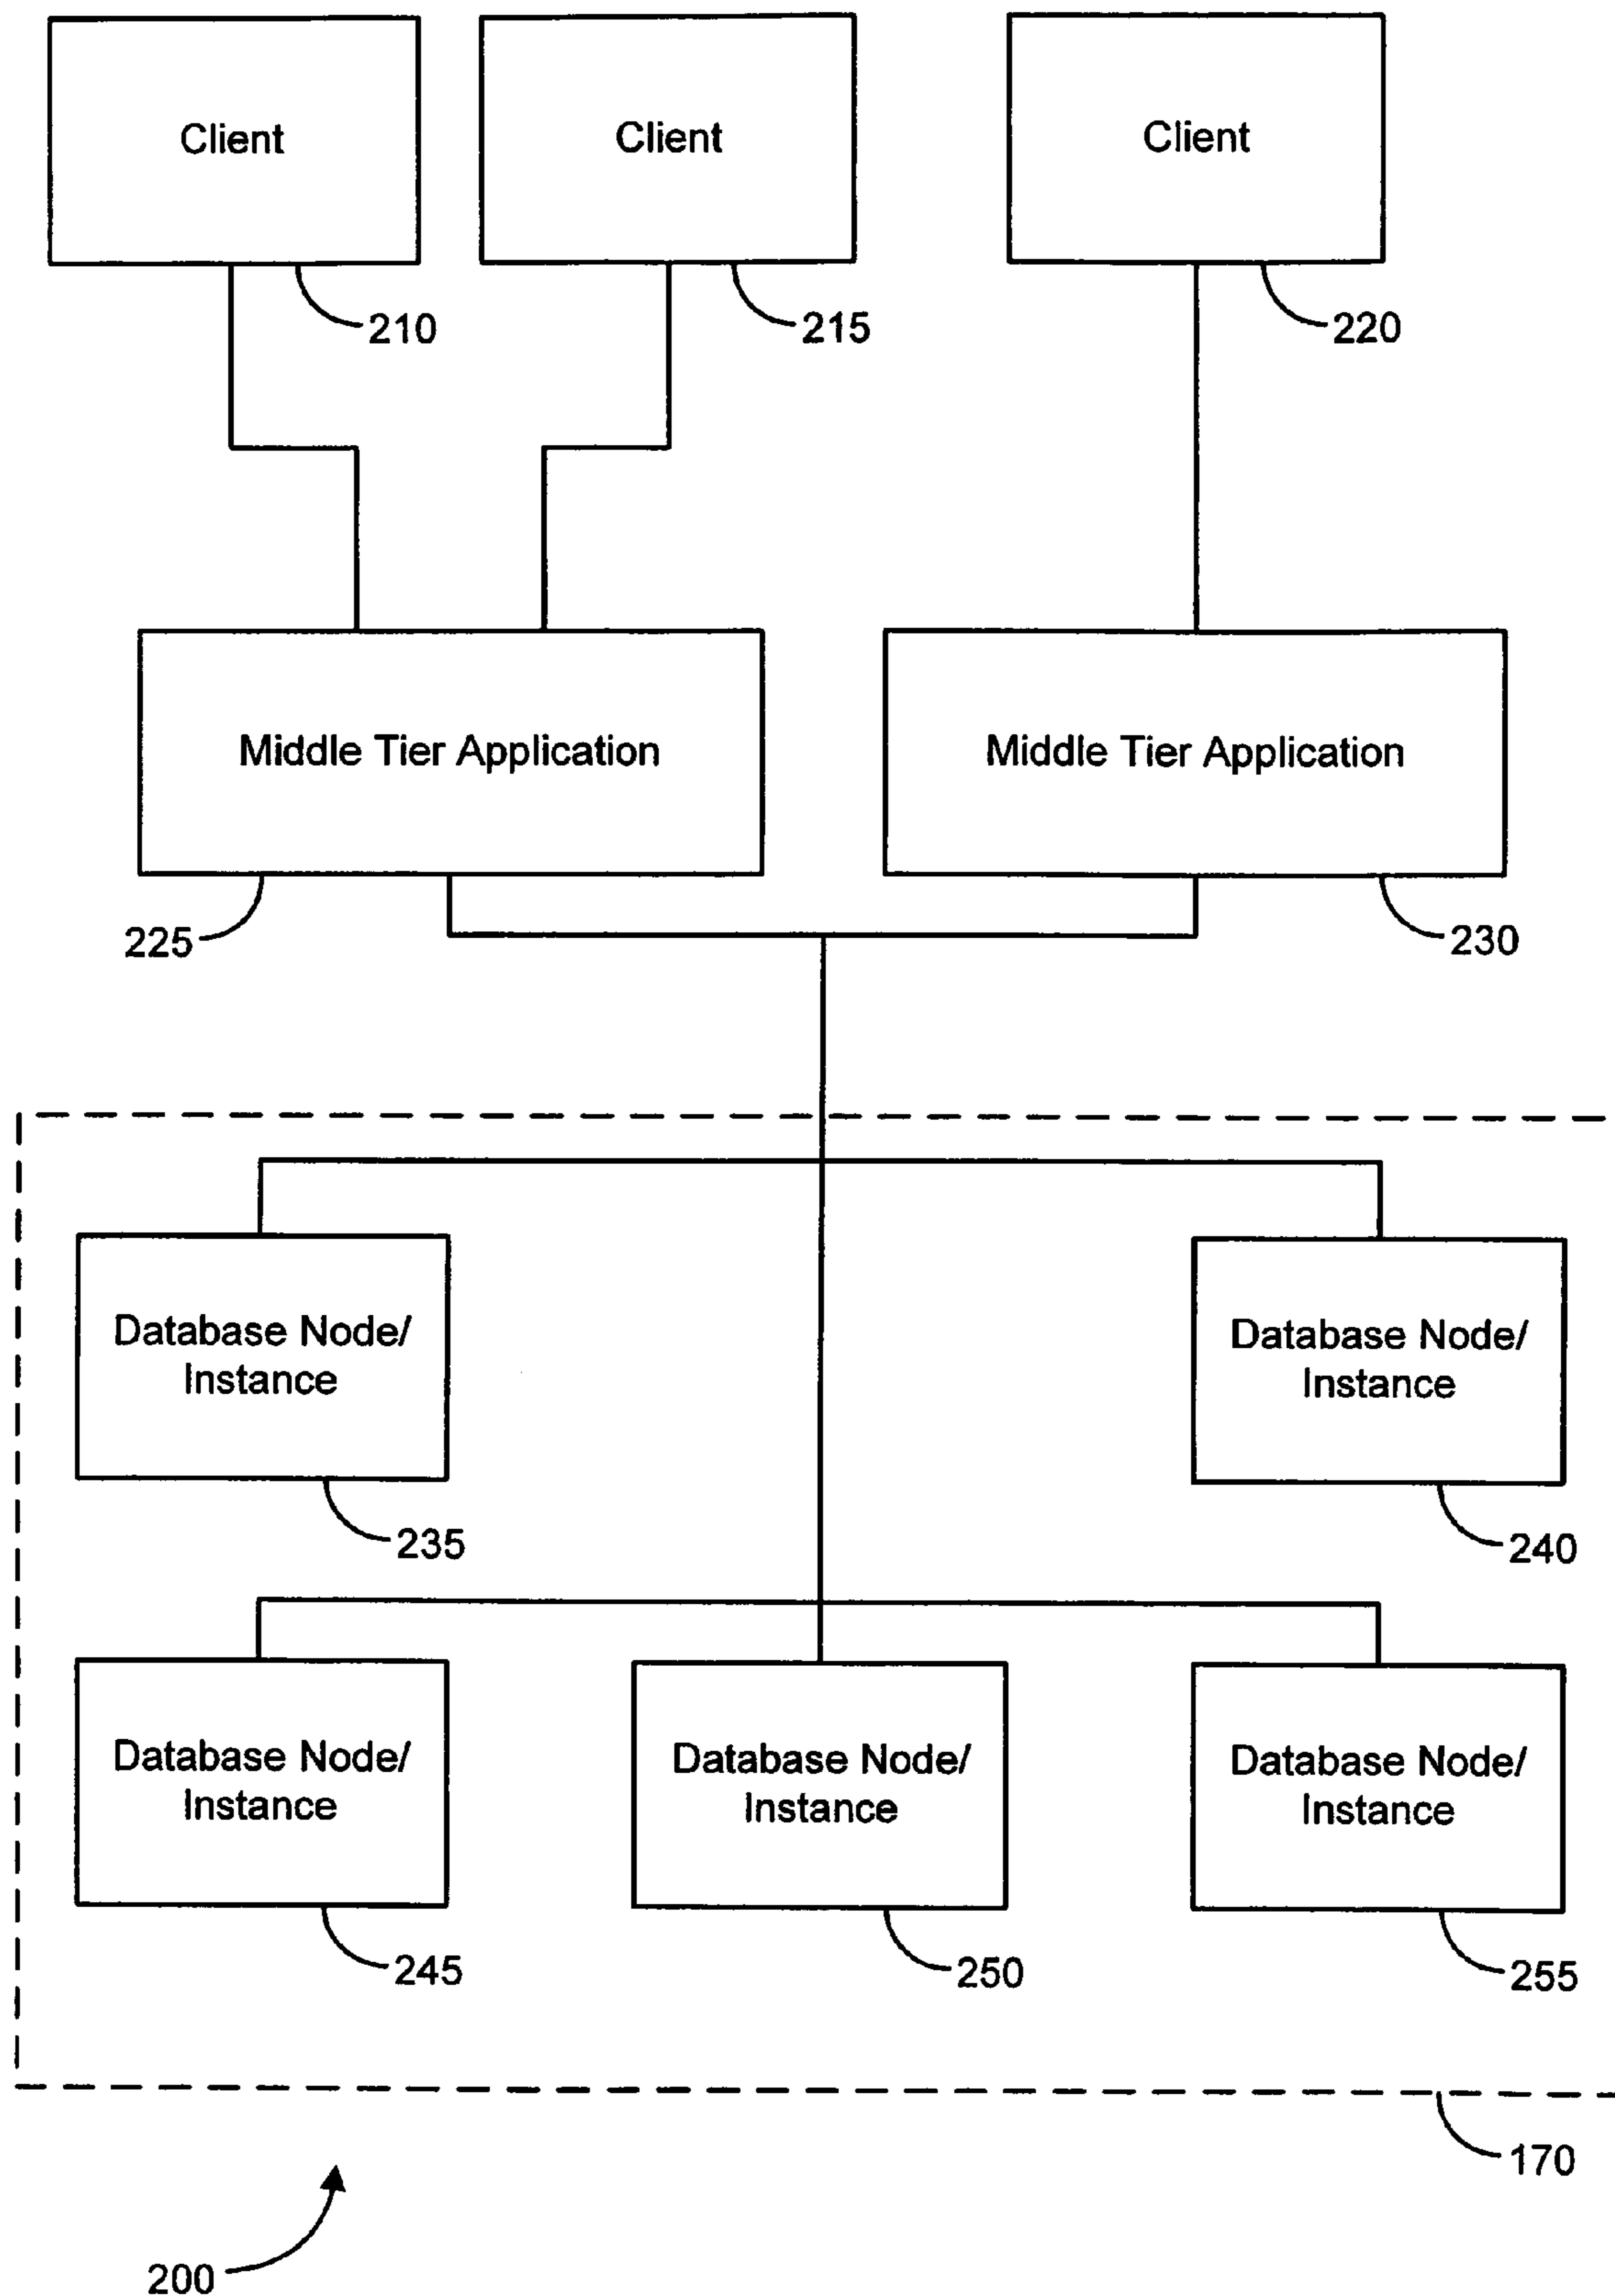 Client
Client
Client
210
215
220
Middle Tier Application
Middle Tier Application
225
230
Database Node/
Instance
Database Node/
Instance
235
240
Database Node/
Instance
Database Node/
Instance
Database Node/
Instance
245
250
255
170
200